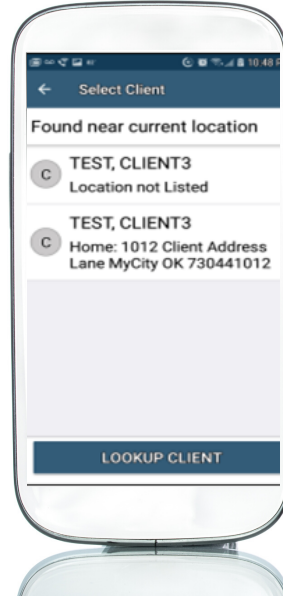 10:48 P
Select Client
Found near current location
C
TEST, CLIENT3
Location not Listed
C
TEST, CLIENT3
Home: 1012 Client Address
Lane MyCity OK 730441012
LOOKUP CLIENT